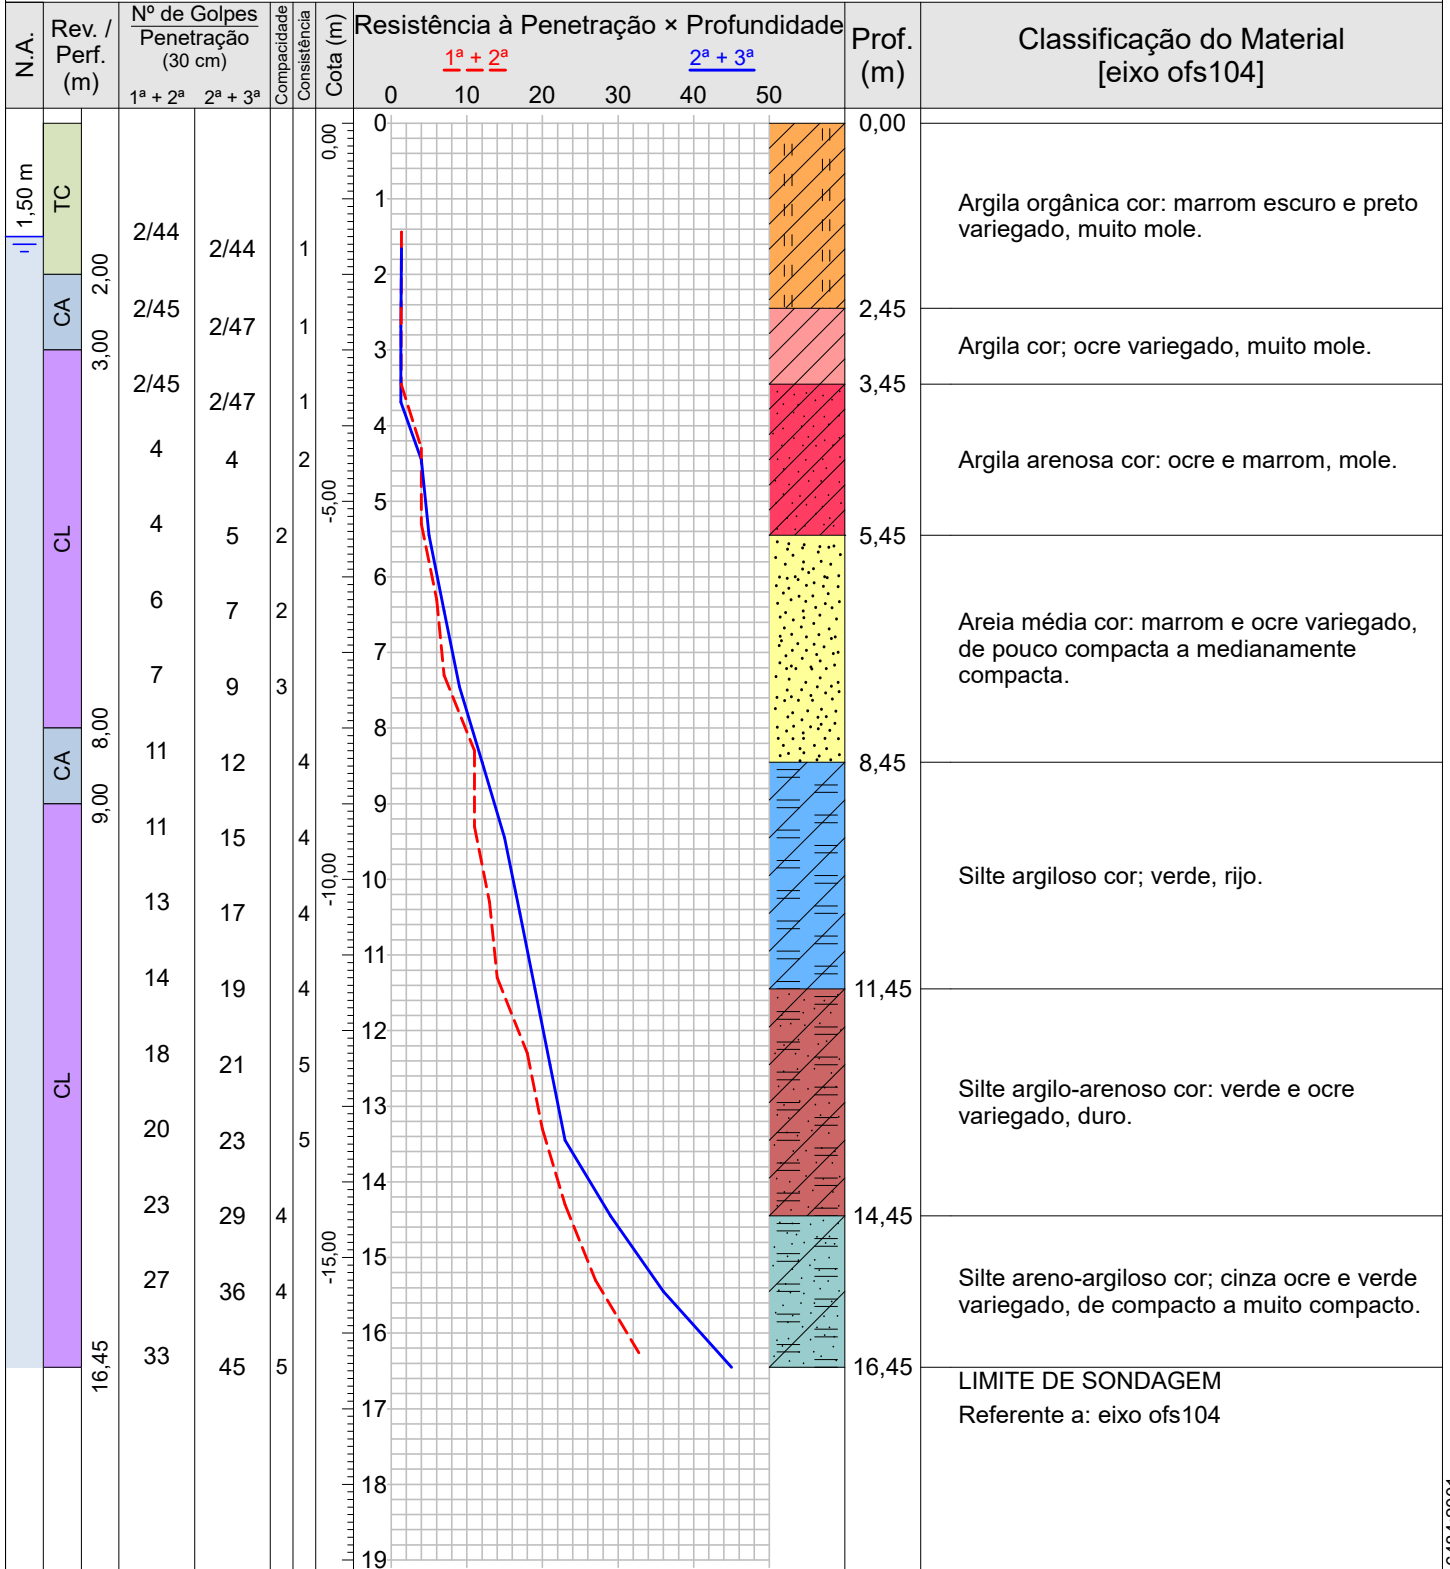 N.A.
Rev. /
Perf.
(m)
Nº de Golpes
Penetração
(30 cm)
1ª + 2ª
2ª + 3ª
Compacidade
Consistência
Cota (m)
Resistência à Penetração × Profundidade
1ª + 2ª
2ª + 3ª
0 10 20 30 40 50
Prof.
(m)
Classificação do Material
[eixo ofs104]
1,50 m
TC
2,00
CA
3,00
CL
8,00
CA
9,00
CL
16,45
2/44
2/44 1
2/45
2/47 1
2/45
2/47 1
4
4 2
4
5 2
6
7 2
7
9 3
11
12 4
11
15 4
13
17 4
14
19 4
18
21 5
20
23 5
23
29 4
27
36 4
33
45 5
0,00
-5,00
-10,00
-15,00
0
1
2
3
4
5
6
7
8
9
10
11
12
13
14
15
16
17
18
19
0,00
Argila orgânica cor: marrom escuro e preto
variegado, muito mole.
2,45
Argila cor; ocre variegado, muito mole.
3,45
Argila arenosa cor: ocre e marrom, mole.
5,45
Areia média cor: marrom e ocre variegado,
de pouco compacta a medianamente
compacta.
8,45
Silte argiloso cor; verde, rijo.
11,45
Silte argilo-arenoso cor: verde e ocre
variegado, duro.
14,45
Silte areno-argiloso cor; cinza ocre e verde
variegado, de compacto a muito compacto.
16,45
LIMITE DE SONDAGEM
Referente a: eixo ofs104